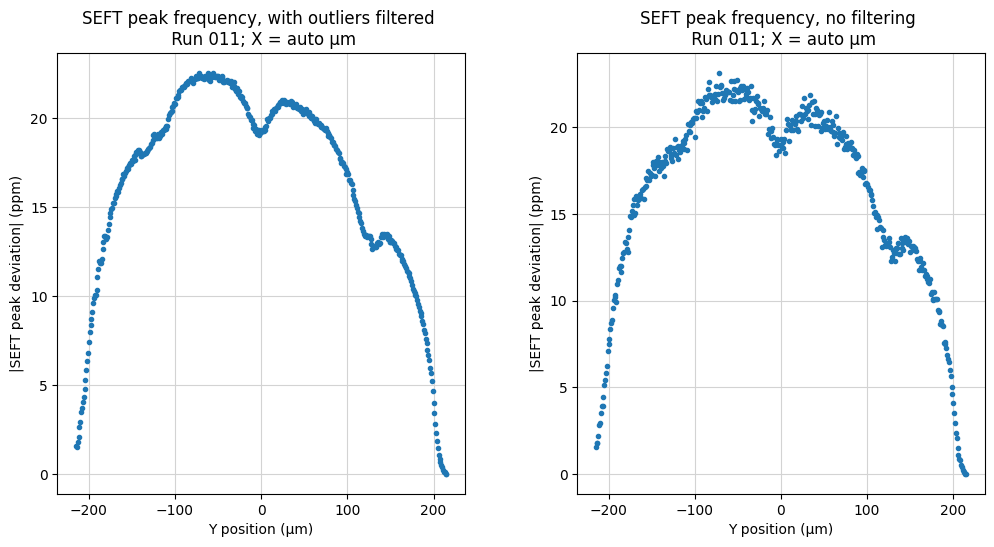 SEFT peak frequency, with outliers filtered
Run 011; X = auto μm
|SEFT peak deviation| (ppm)
20
15
10
5
0
−200
−100
0
100
200
Y position (μm)
SEFT peak frequency, no filtering
Run 011; X = auto μm
|SEFT peak deviation| (ppm)
20
15
10
5
0
−200
−100
0
100
200
Y position (μm)